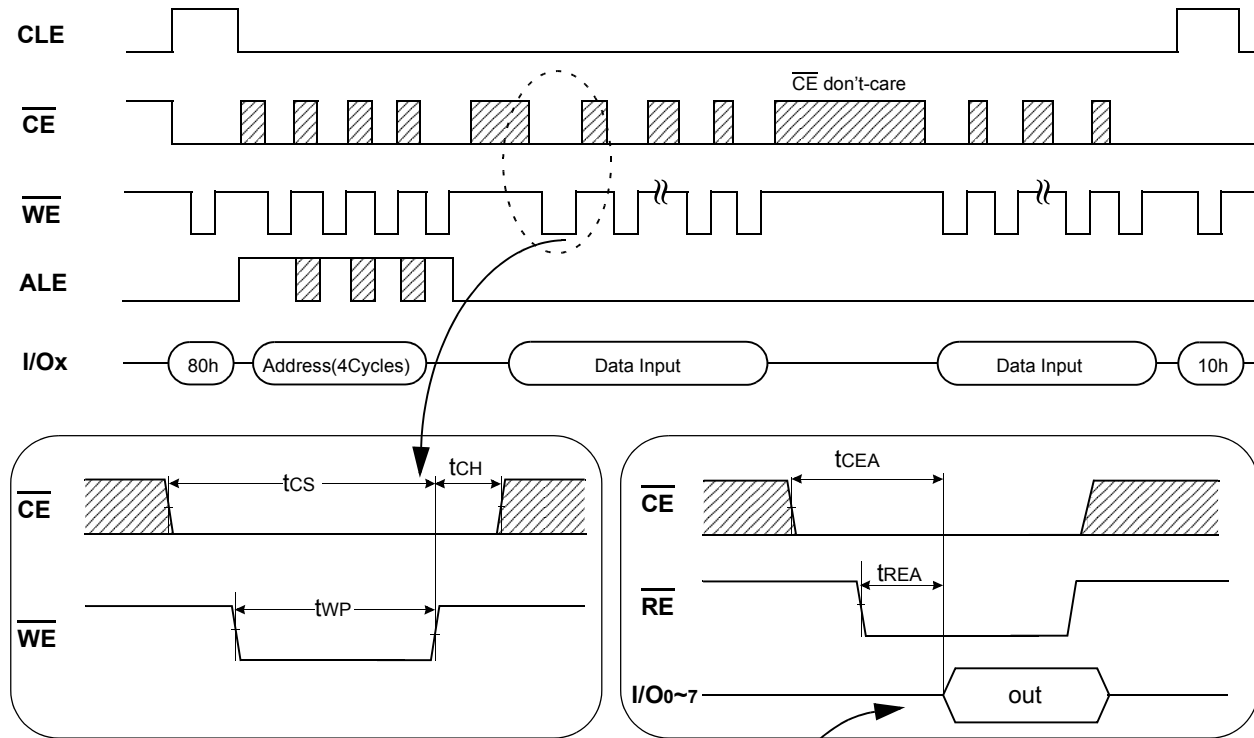 CLE
CE don't-care
CE
WE
ALE
I/Ox
80h
Address(4Cycles)
Data Input
Data Input
10h
tCS
tCH
CE
tWP
WE
tCEA
CE
tREA
RE
I/O0~7
out